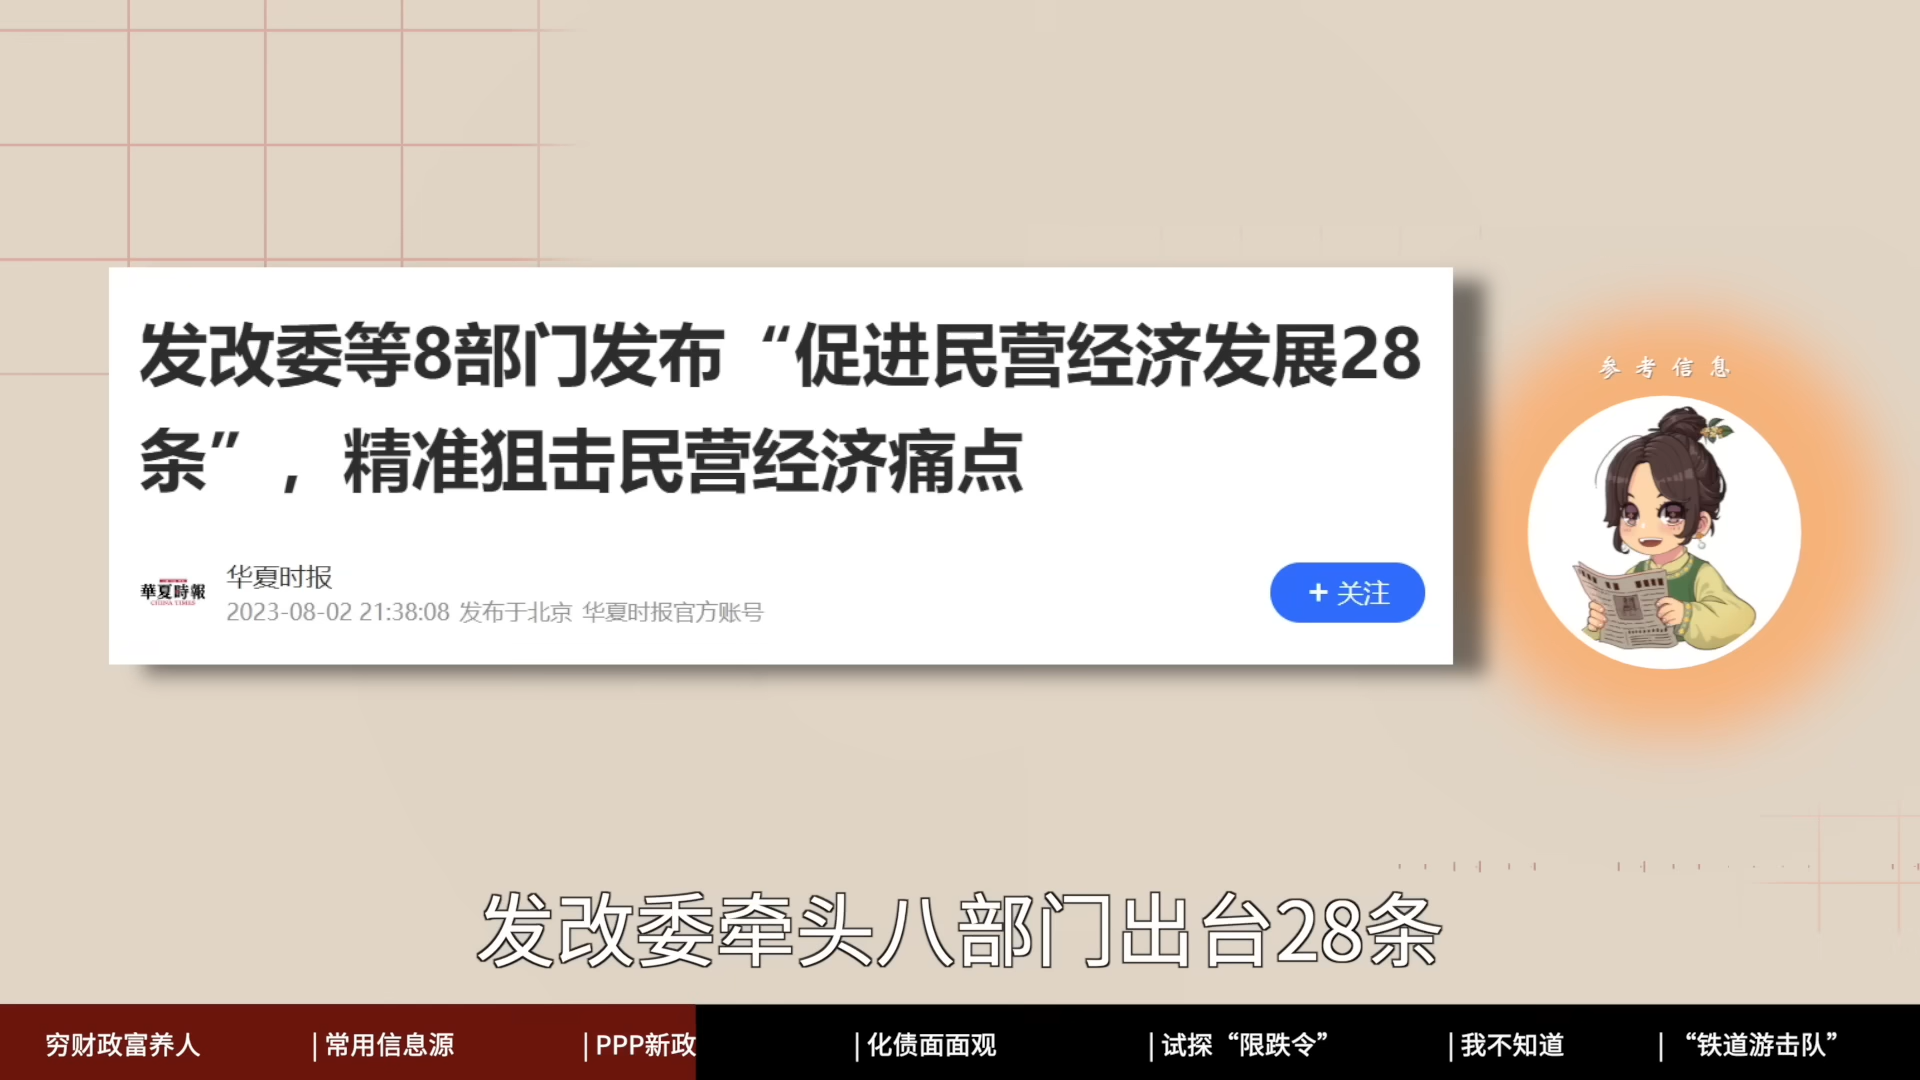 发改委等8部门发布“促进民营经济发展28
条”，精准狙击民营经济痛点
華夏時報
CHINA TIMES
华夏时报
2023-08-02 21:38:08 发布于北京 华夏时报官方账号
+ 关注
参考信息
发改委牵头八部门出台28条
穷财政富养人 | 常用信息源 | PPP新政 | 化债面面观 | 试探“限跌令” | 我不知道 | “铁道游击队”